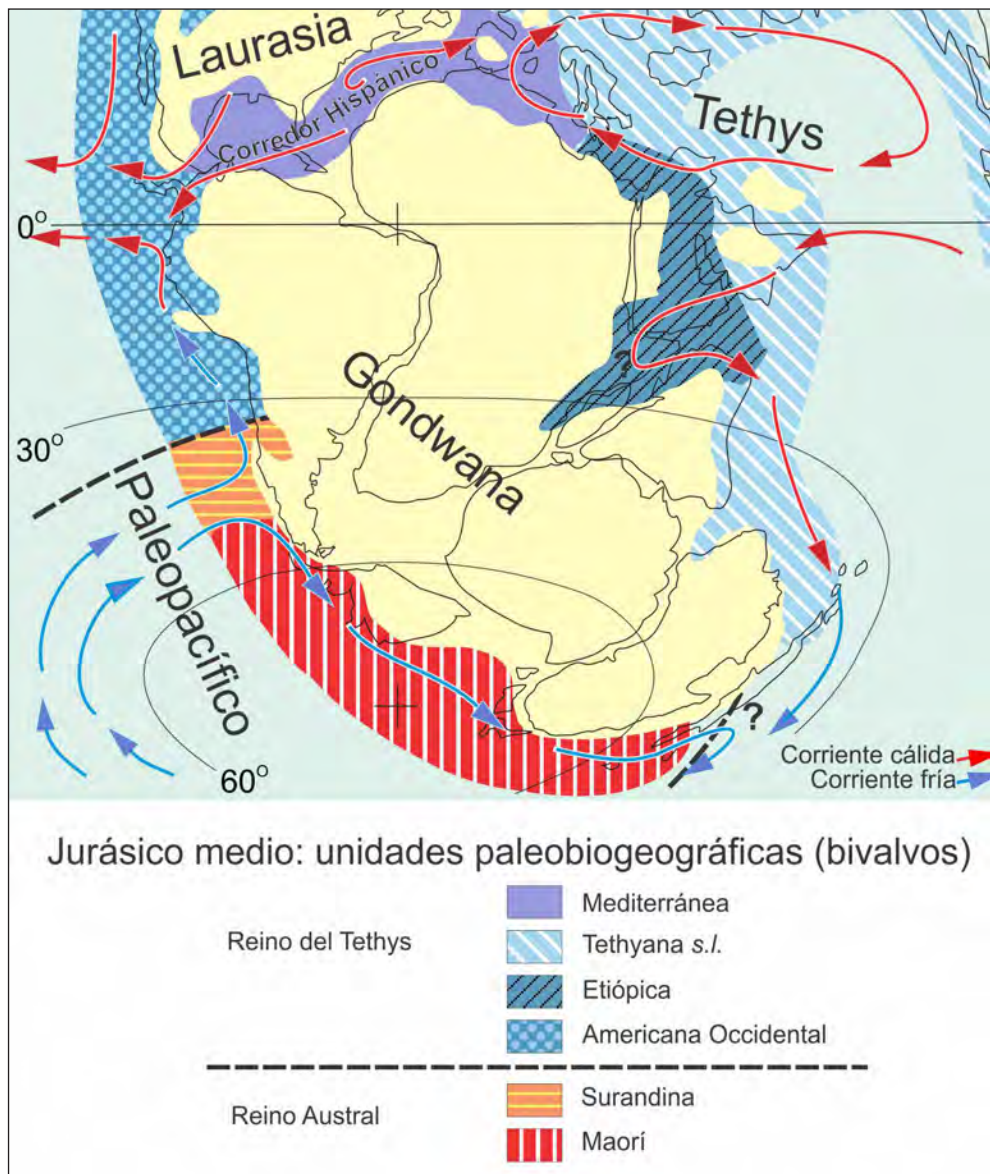 Laurasia
Corredor Hispánico
Tethys
0°
?
Gondwana
30°
Paleopacífico
?
60°
Corriente cálida
Corriente fría
Jurásico medio: unidades paleobiogeográficas (bivalvos)
Reino del Tethys
Mediterránea
Tethyana s.l.
Etiópica
Americana Occidental
Reino Austral
Surandina
Maorí